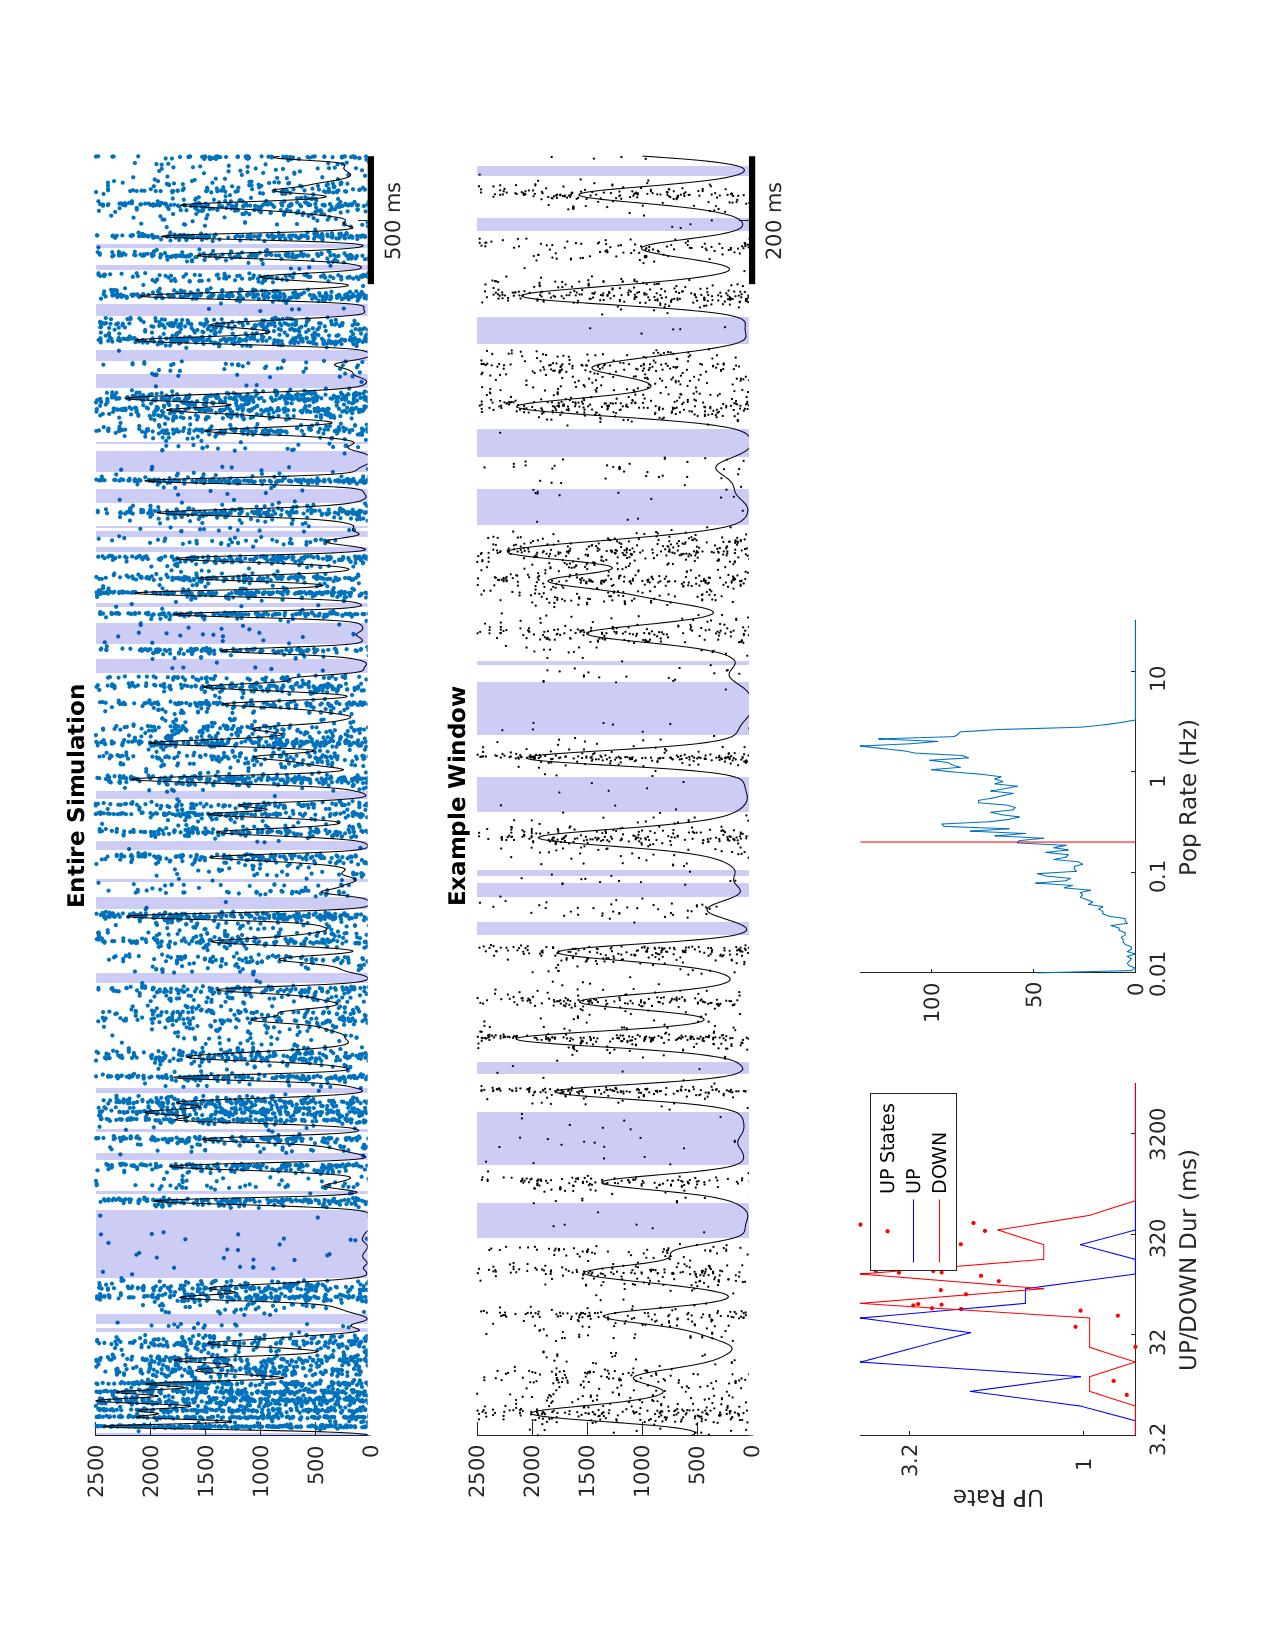 Entire Simulation
2500
2000
1500
1000
500
0
500 ms
Example Window
2500
2000
1500
1000
500
0
200 ms
UP Rate
3.2
1
UP States
UP
DOWN
3.2 32 320 3200
UP/DOWN Dur (ms)
100
50
0
0.01 0.1 1 10
Pop Rate (Hz)